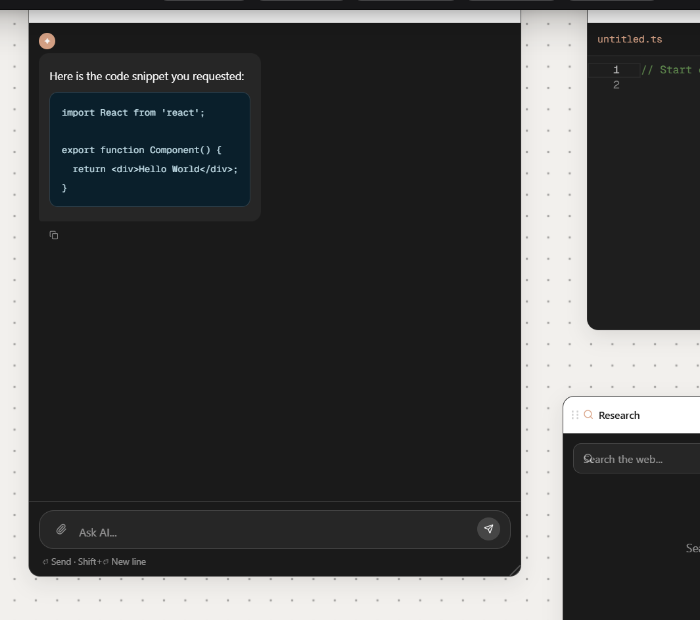 Here is the code snippet you requested:
import React from 'react';
export function Component() {
return <div>Hello World</div>;
}
Ask AI...
Send · Shift+ New line
untitled.ts
1 // Start
2
Research
Search the web...